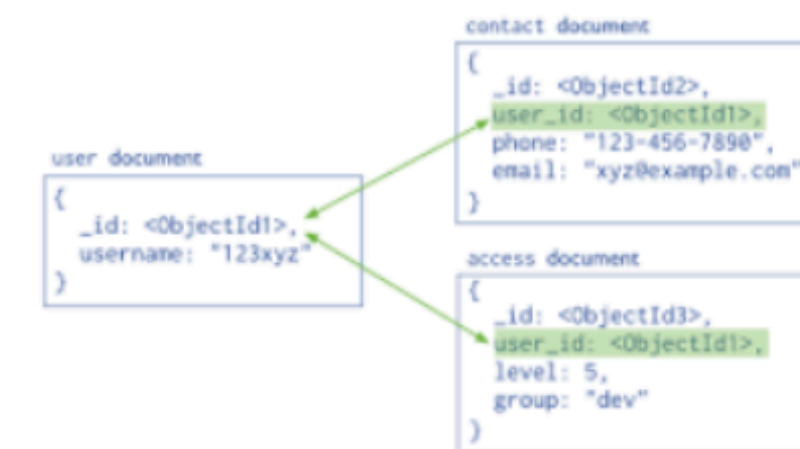 user document
{
_id: <ObjectId1>,
username: "123xyz"
}
contact document
{
_id: <ObjectId2>,
user_id: <ObjectId1>,
phone: "123-456-7890",
email: "xyz@example.com"
}
access document
{
_id: <ObjectId3>,
user_id: <ObjectId1>,
level: 5,
group: "dev"
}